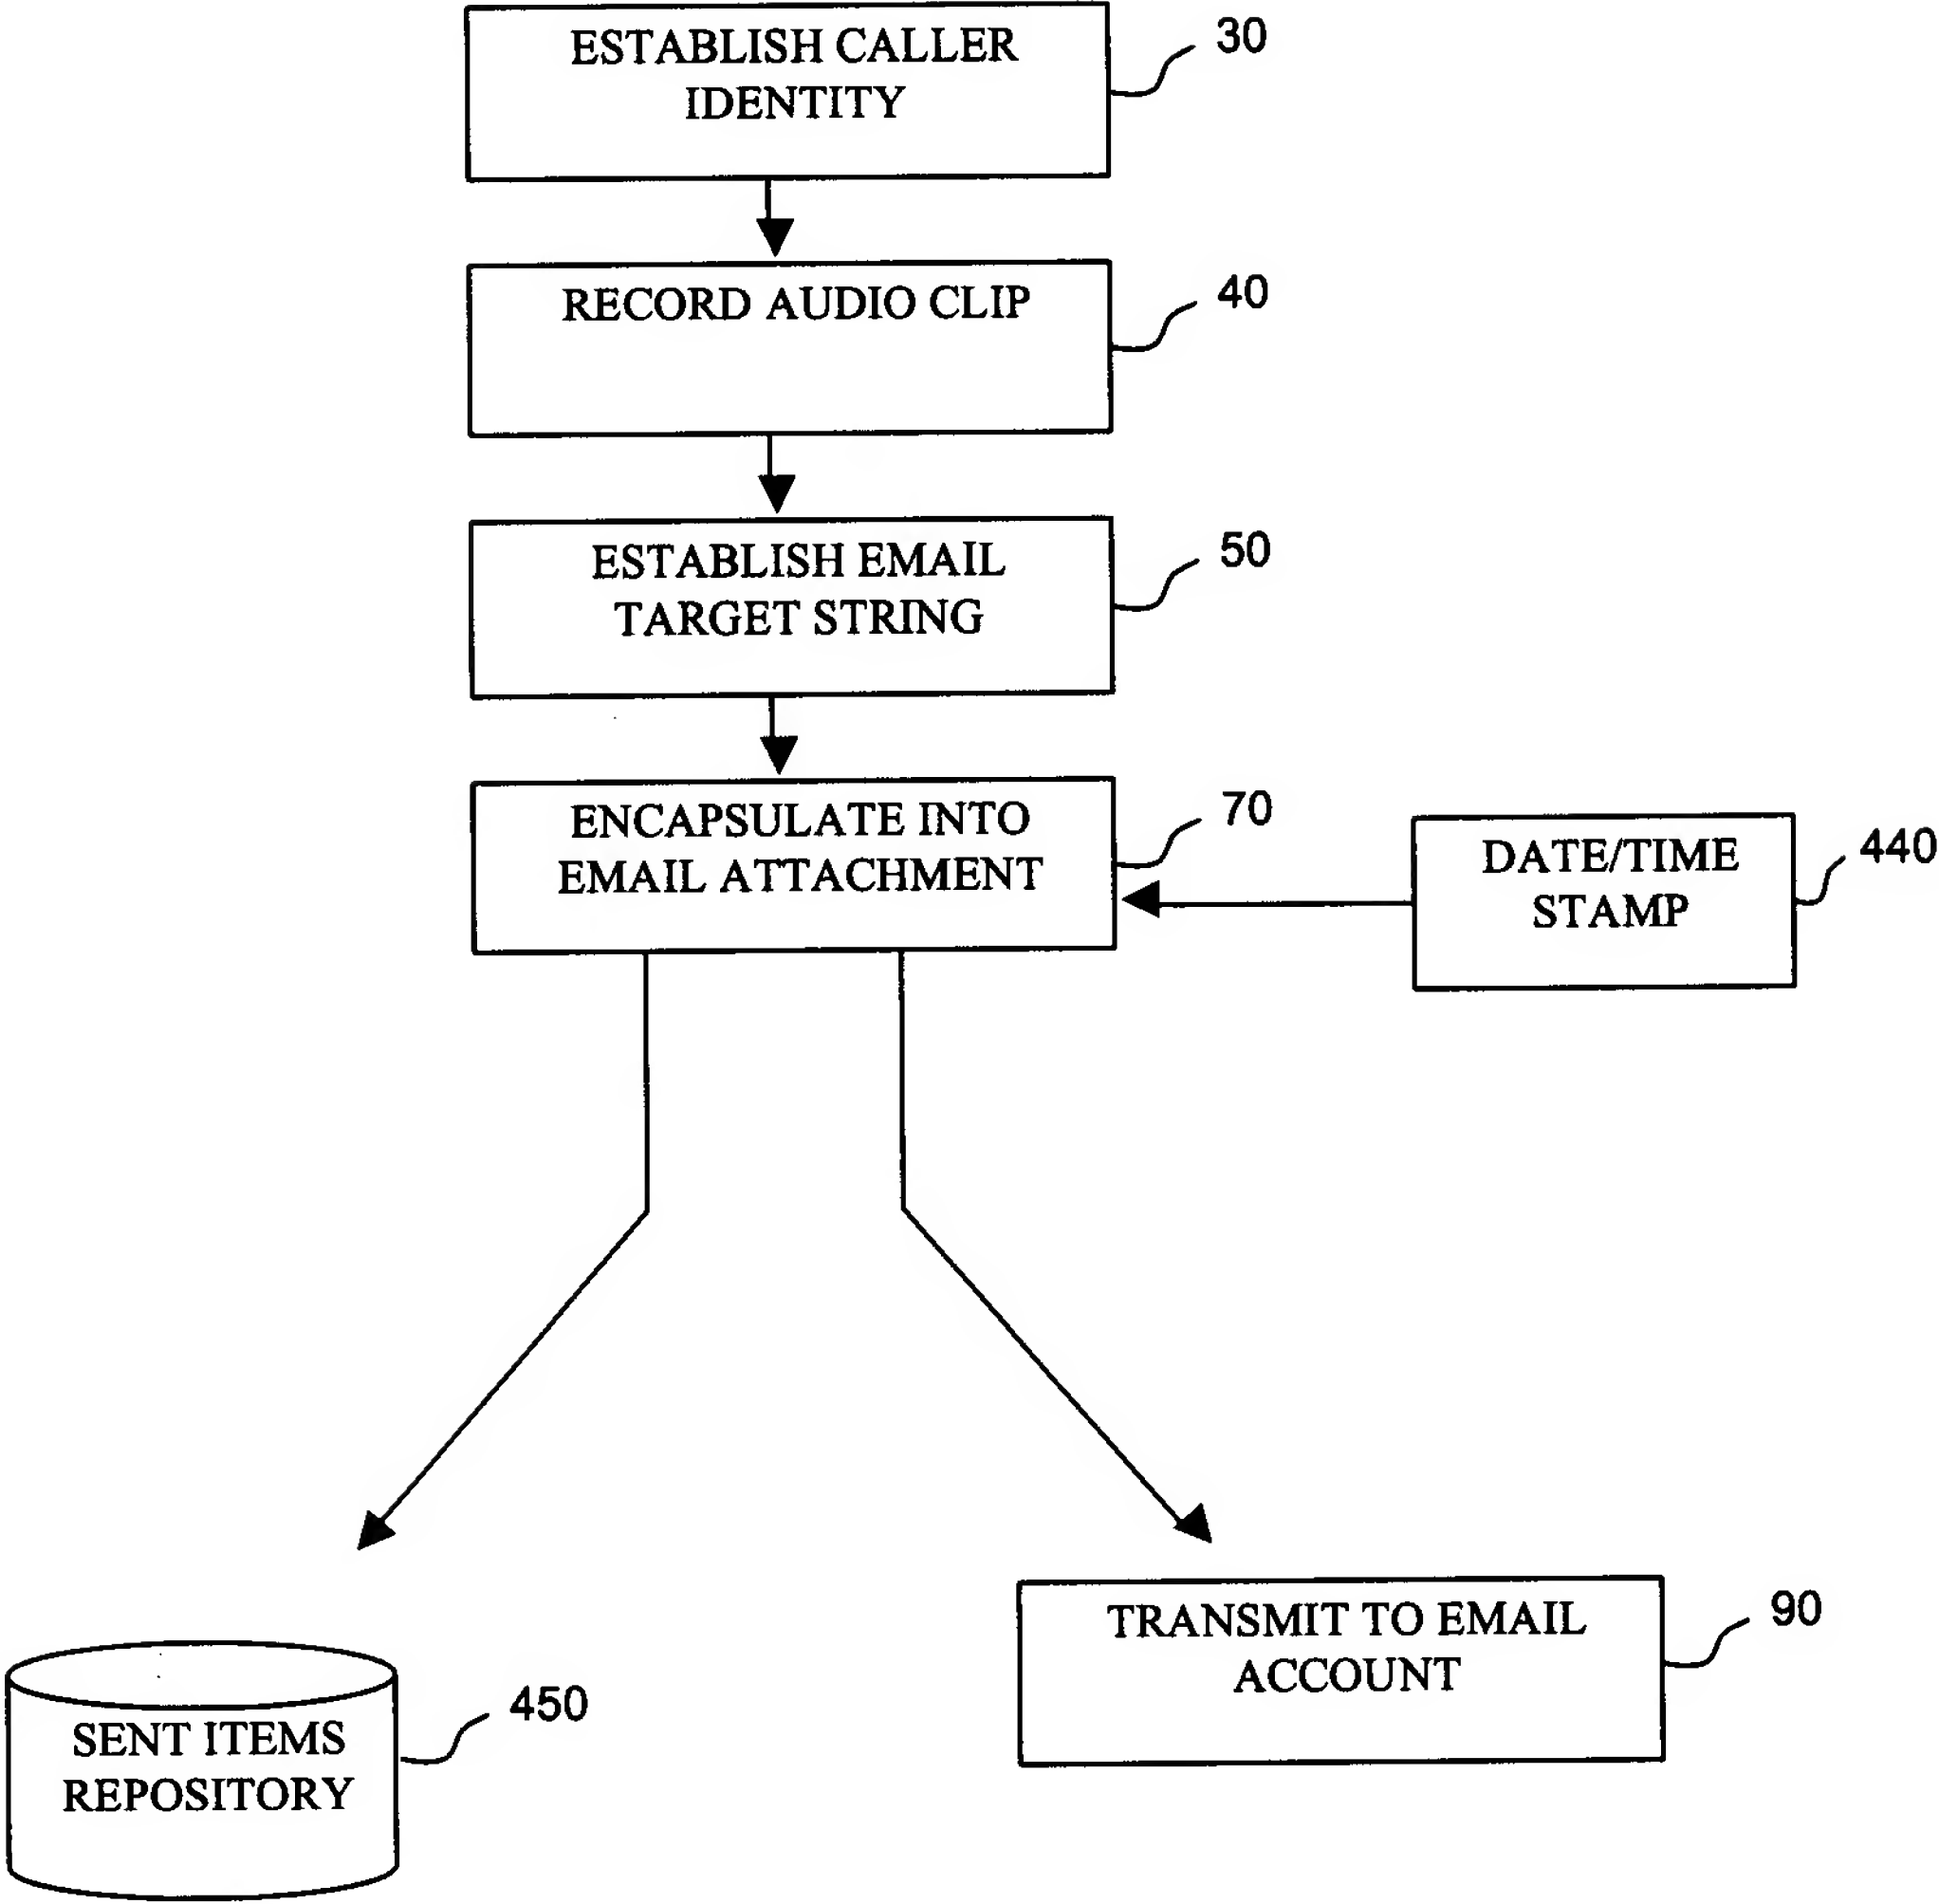 ESTABLISH CALLER
IDENTITY
30
RECORD AUDIO CLIP
40
ESTABLISH EMAIL
TARGET STRING
50
ENCAPSULATE INTO
EMAIL ATTACHMENT
70
DATE/TIME
STAMP
440
SENT ITEMS
REPOSITORY
450
TRANSMIT TO EMAIL
ACCOUNT
90